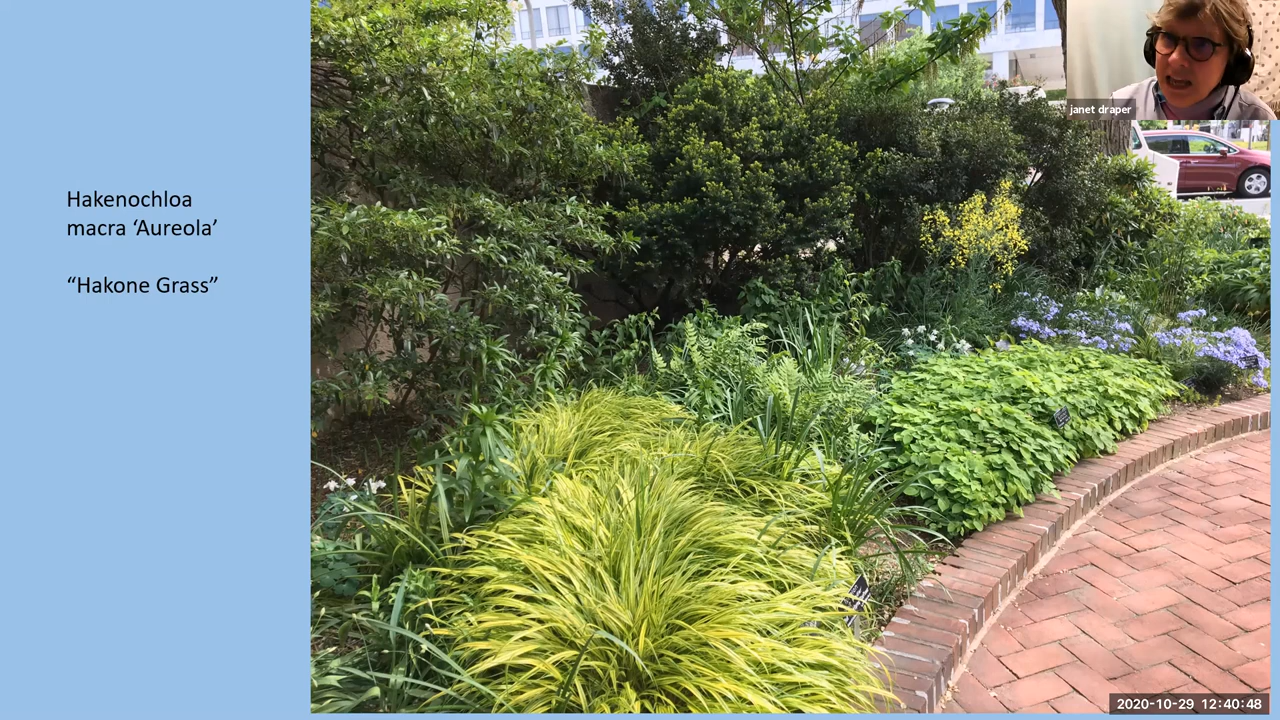 Hakenochloa
macra ‘Aureola’
“Hakone Grass”
janet draper
2020-10-29 12:40:48